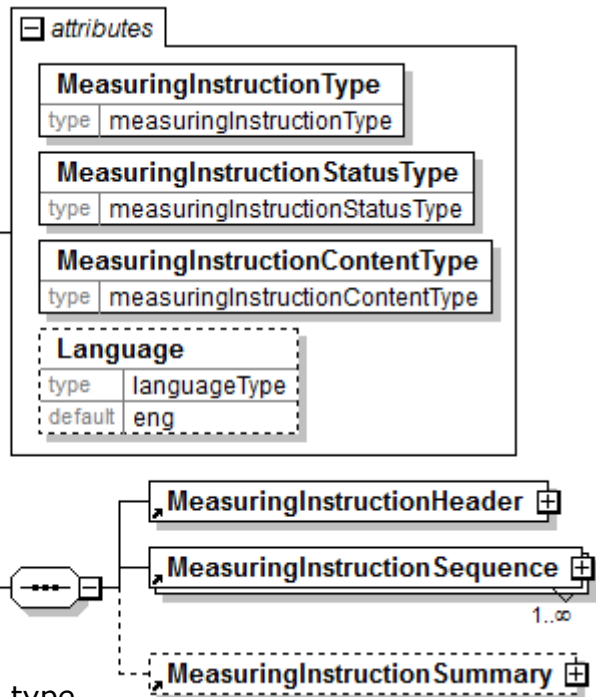 attributes
MeasuringInstructionType
type measuringInstructionType
MeasuringInstructionStatusType
type measuringInstructionStatusType
MeasuringInstructionContentType
type measuringInstructionContentType
Language
type languageType
default eng
MeasuringInstructionHeader
MeasuringInstructionSequence
1..∞
MeasuringInstructionSummary
type